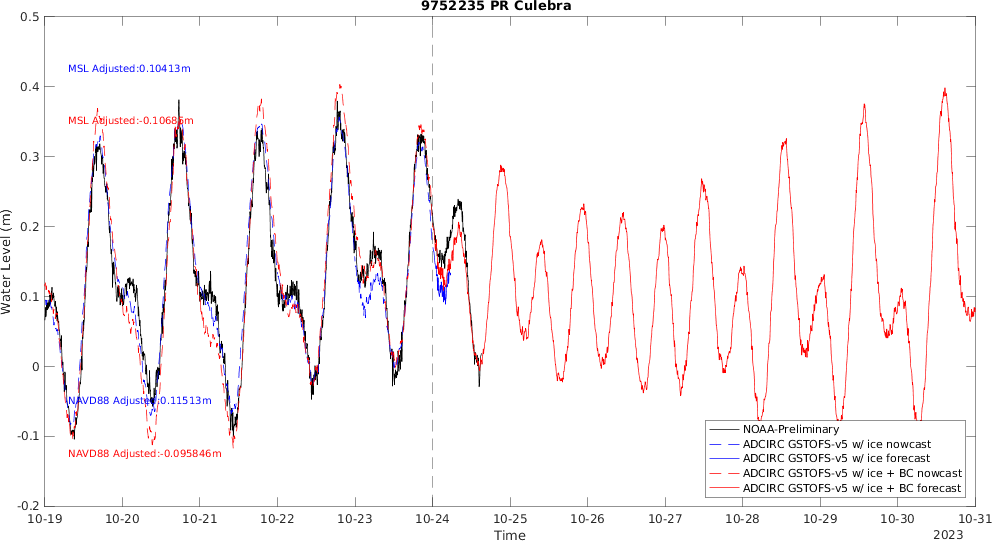 9752235 PR Culebra
0.5
0.4
0.3
0.2
0.1
0
-0.1
-0.2
Water Level (m)
MSL Adjusted:0.10413m
MSL Adjusted:-0.10685m
NAVD88 Adjusted:0.11513m
NAVD88 Adjusted:-0.095846m
NOAA-Preliminary
ADCIRC GSTOFS-v5 w/ ice nowcast
ADCIRC GSTOFS-v5 w/ ice forecast
ADCIRC GSTOFS-v5 w/ ice + BC nowcast
ADCIRC GSTOFS-v5 w/ ice + BC forecast
10-19 10-20 10-21 10-22 10-23 10-24 10-25 10-26 10-27 10-28 10-29 10-30 10-31
Time
2023